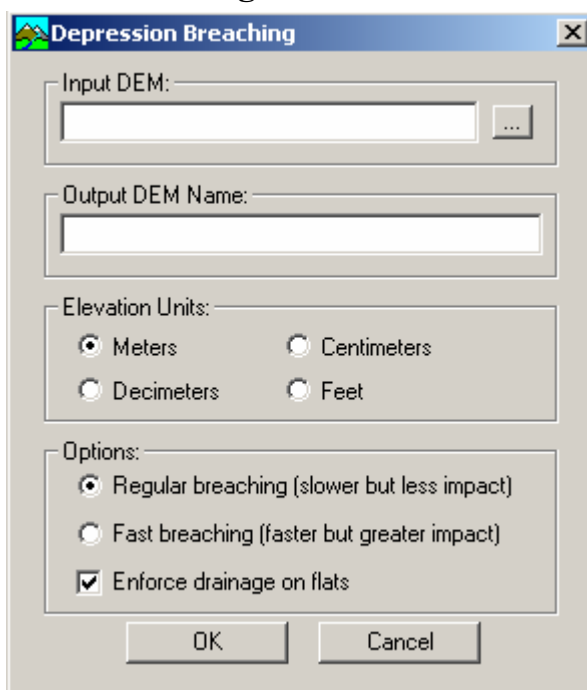 Depression Breaching
Input DEM:
...
Output DEM Name:
Elevation Units:
Meters Centimeters
Decimeters Feet
Options:
Regular breaching (slower but less impact)
Fast breaching (faster but greater impact)
Enforce drainage on flats
OK Cancel